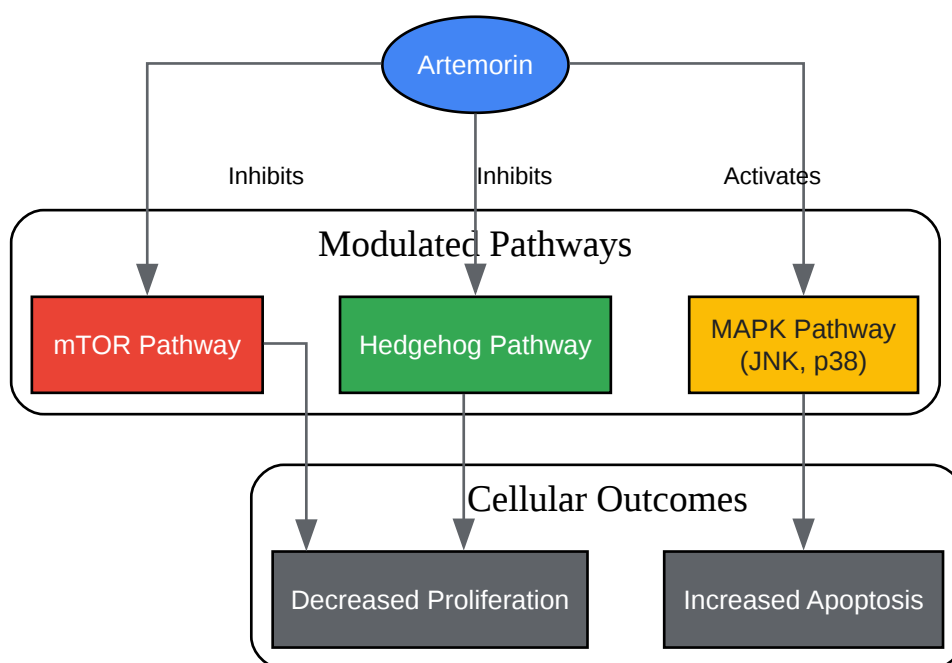 Artemorin
Inhibits
Inhibits
Activates
Modulated Pathways
mTOR Pathway
Hedgehog Pathway
MAPK Pathway
(JNK, p38)
Cellular Outcomes
Decreased Proliferation
Increased Apoptosis